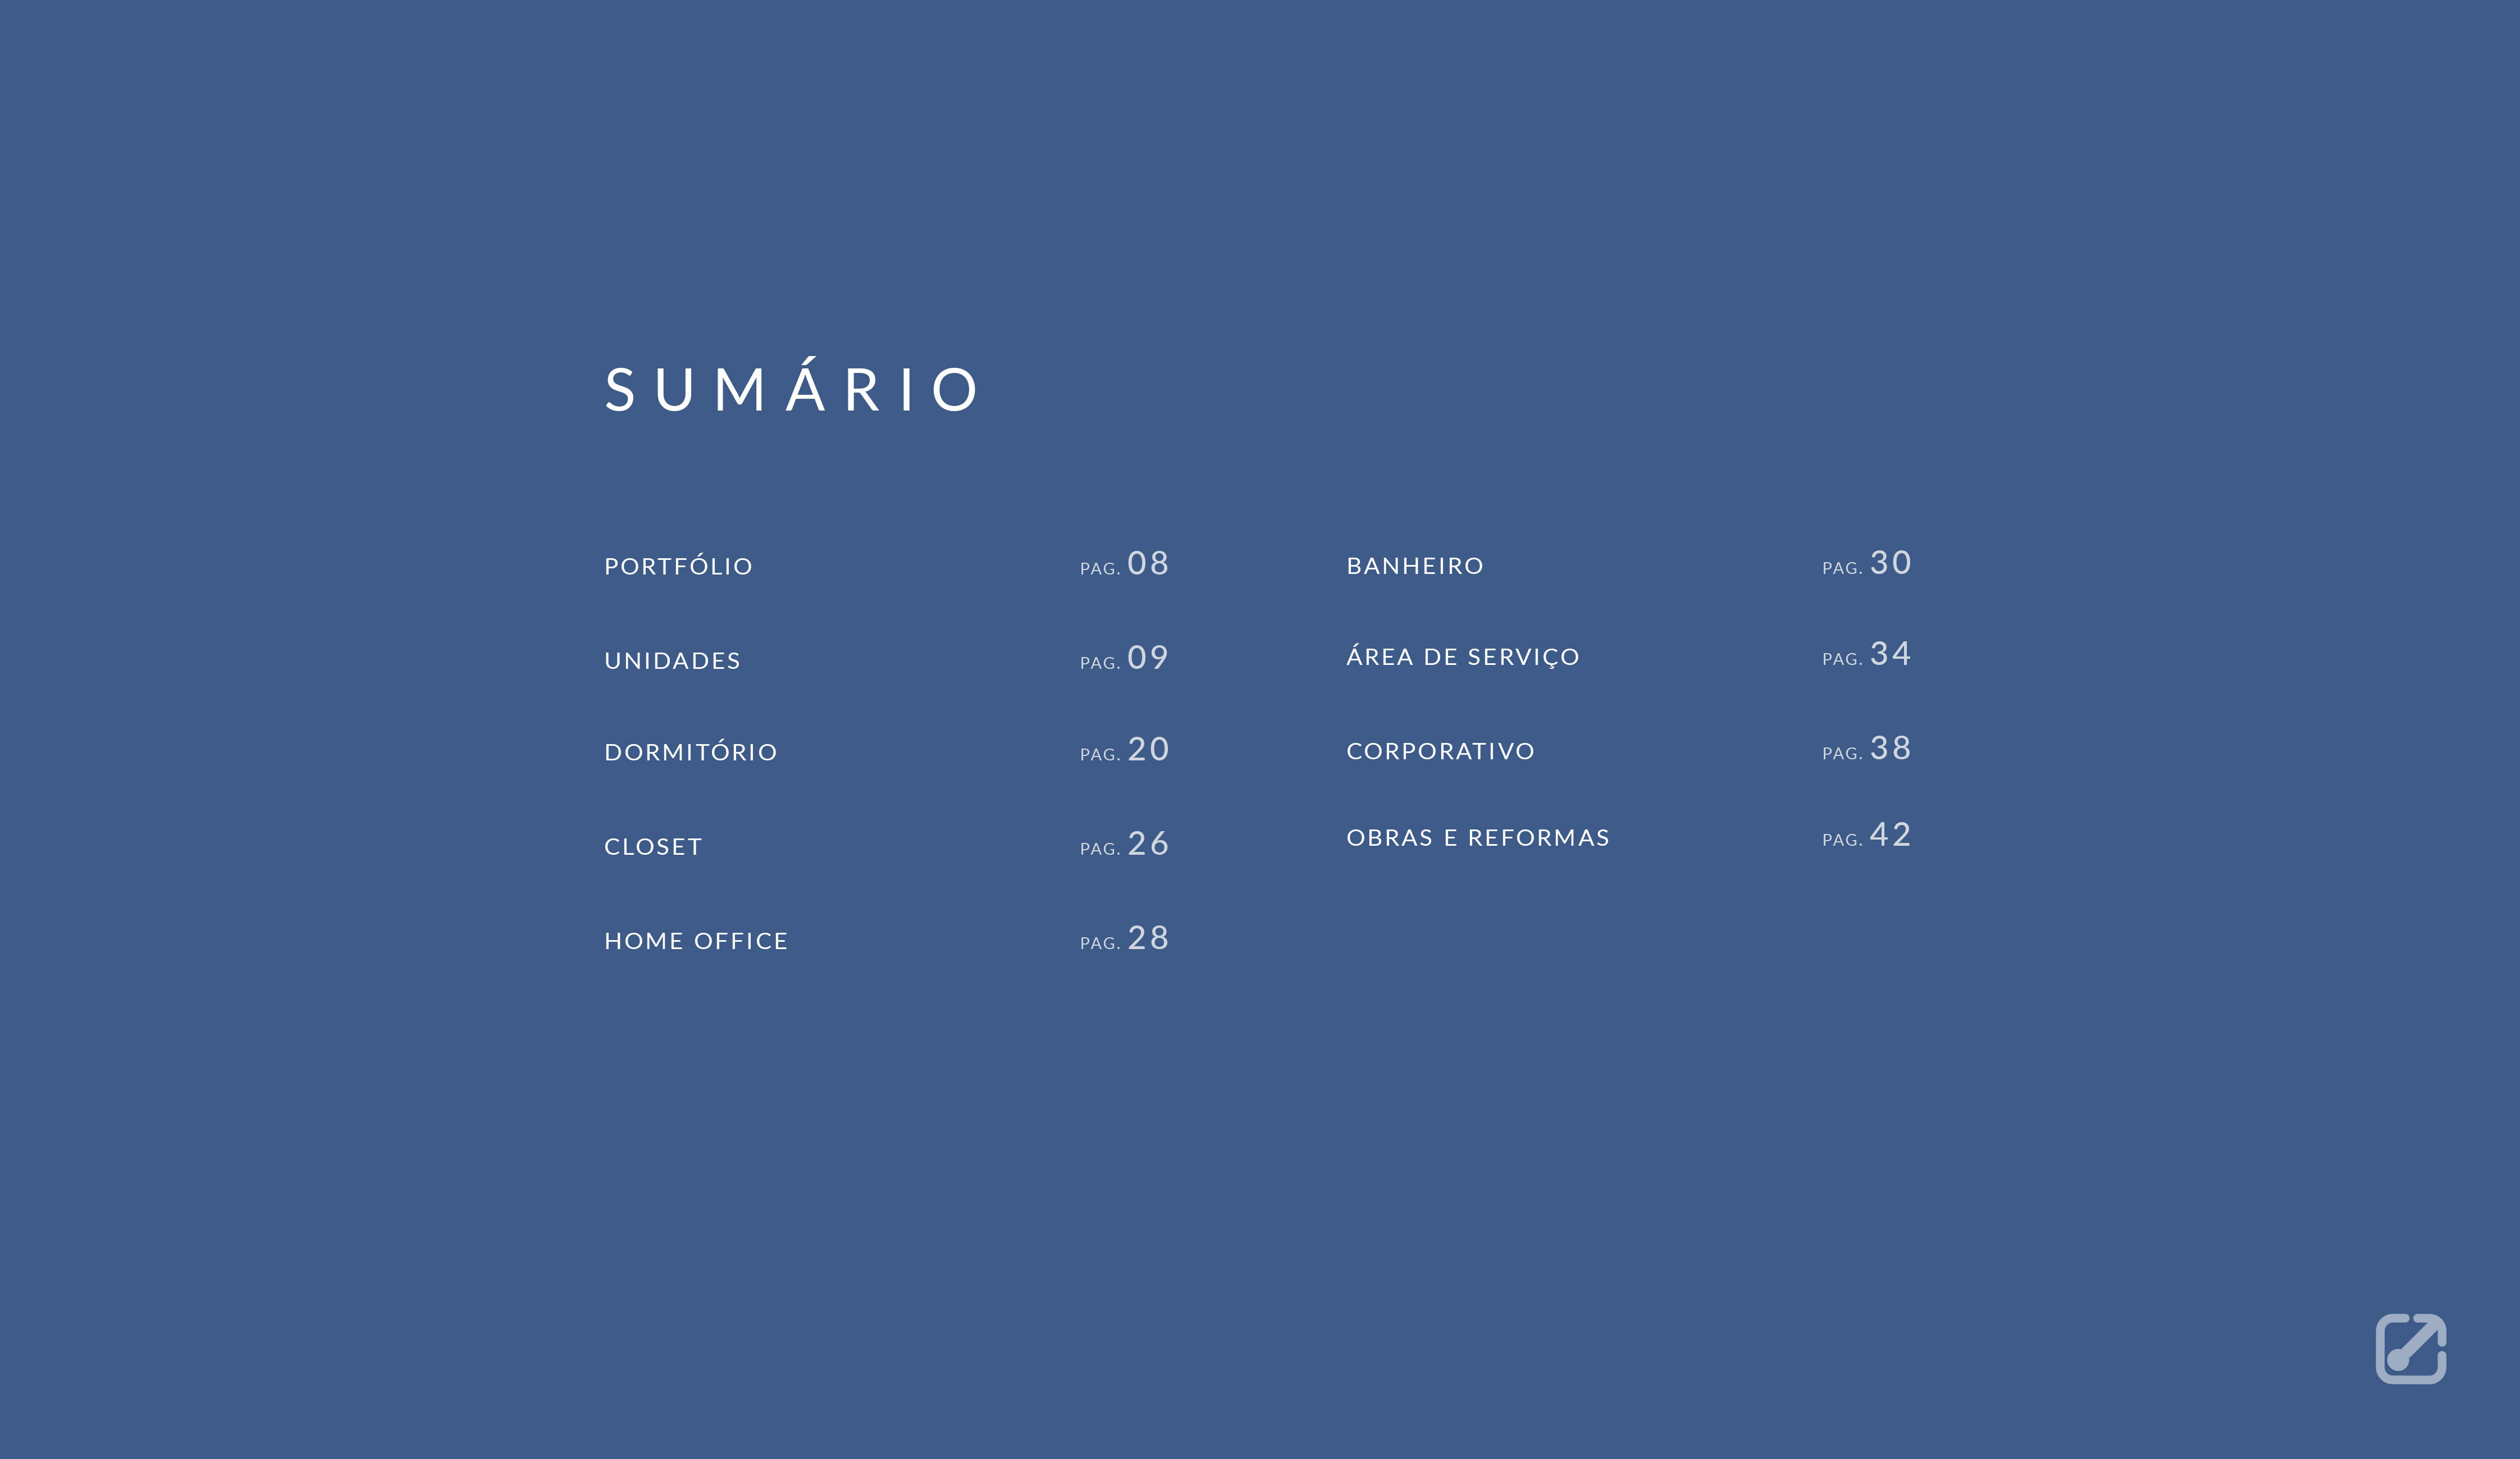 SUMÁRIO
PORTFÓLIO PAG. 08
UNIDADES PAG. 09
DORMITÓRIO PAG. 20
CLOSET PAG. 26
HOME OFFICE PAG. 28
BANHEIRO PAG. 30
ÁREA DE SERVIÇO PAG. 34
CORPORATIVO PAG. 38
OBRAS E REFORMAS PAG. 42